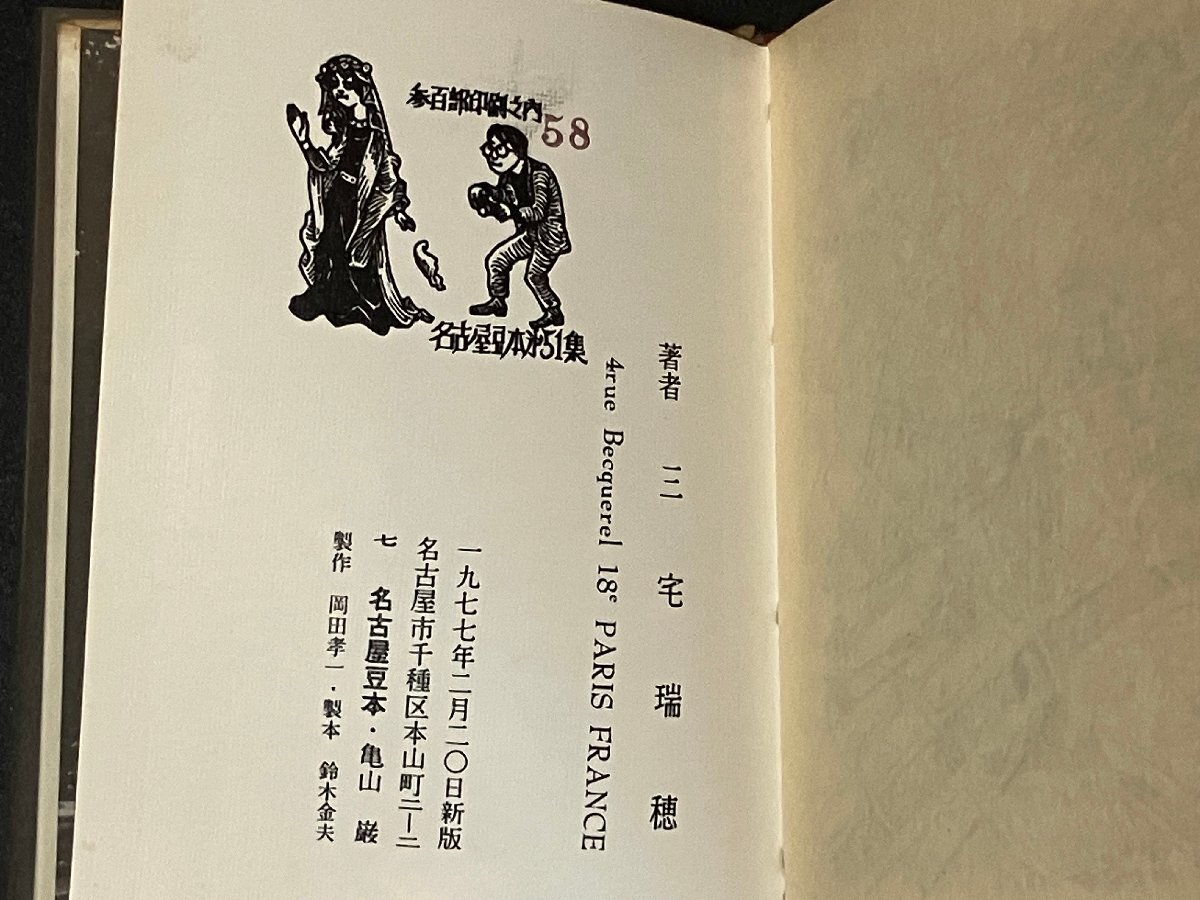 参百部印刷之内 58
名古屋豆本才51集
著者 三宅瑞穂
4rue Becquerel 18e PARIS FRANCE
一九七七年二月二〇日新版
名古屋市千種区本山町二ー二
七 名古屋豆本・亀山 巌
製作 岡田孝一・製本 鈴木金夫